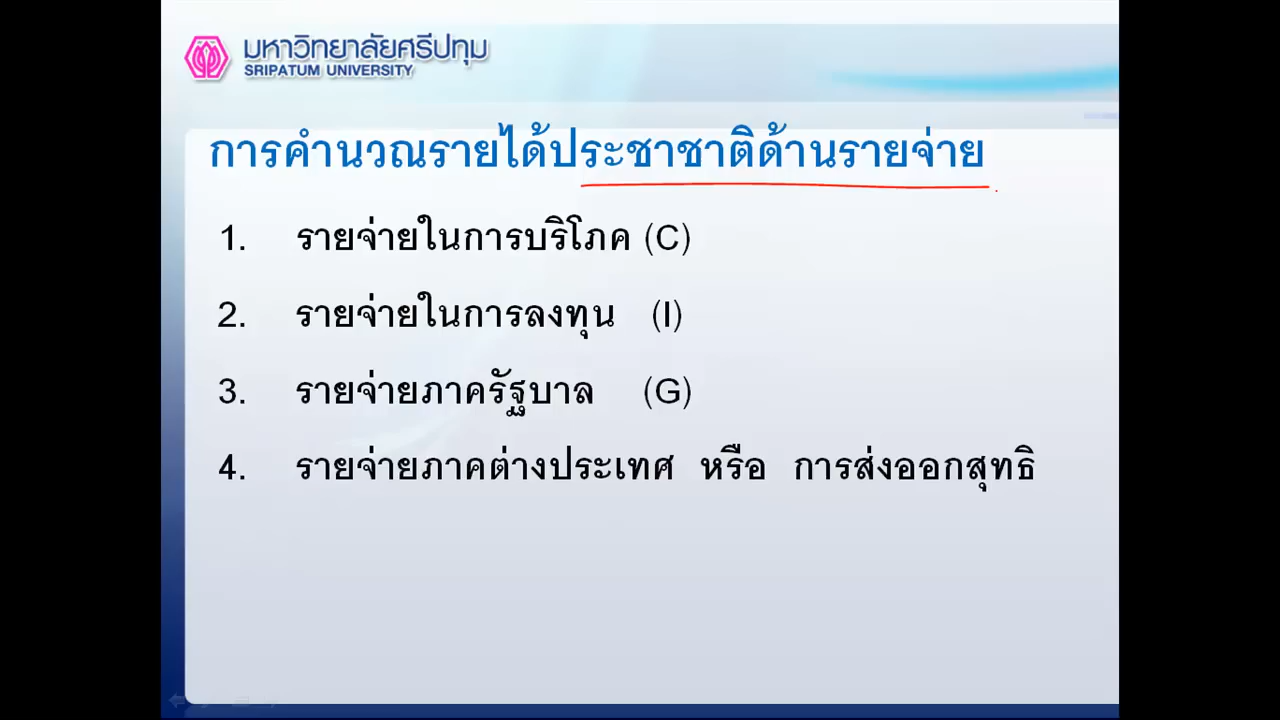 มหาวิทยาลัยศรีปทุม
SRIPATUM UNIVERSITY
การคำนวณรายได้ประชาชาติด้านรายจ่าย
1. รายจ่ายในการบริโภค (C)
2. รายจ่ายในการลงทุน (I)
3. รายจ่ายภาครัฐบาล (G)
4. รายจ่ายภาคต่างประเทศ หรือ การส่งออกสุทธิ